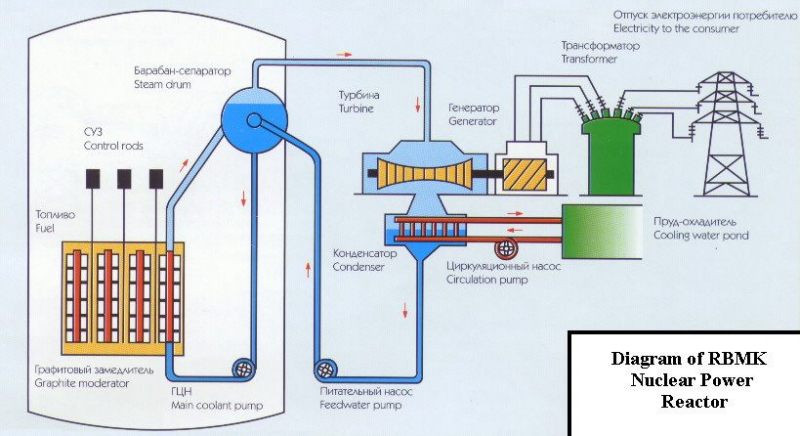 Отпуск электроэнергии потребителю
Electricity to the consumer
Трансформатор
Transformer
Барабан-сепаратор
Steam drum
Турбина
Turbine
Генератор
Generator
СУЗ
Control rods
Топливо
Fuel
Пруд-охладитель
Cooling water pond
Конденсатор
Condenser
Циркуляционный насос
Circulation pump
Графитовый замедлитель
Graphite moderator
ГЦН
Main coolant pump
Питательный насос
Feedwater pump
Diagram of RBMK
Nuclear Power
Reactor